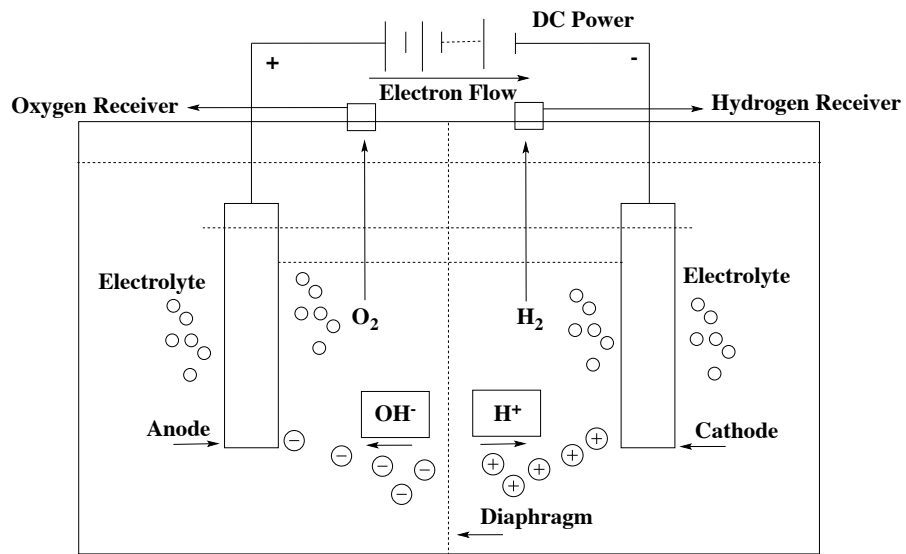 DC Power
+
-
Electron Flow
Oxygen Receiver
Hydrogen Receiver
Electrolyte
Electrolyte
O₂
H₂
OH⁻
H⁺
Anode
Cathode
− − − − −
+ + + + +
Diaphragm